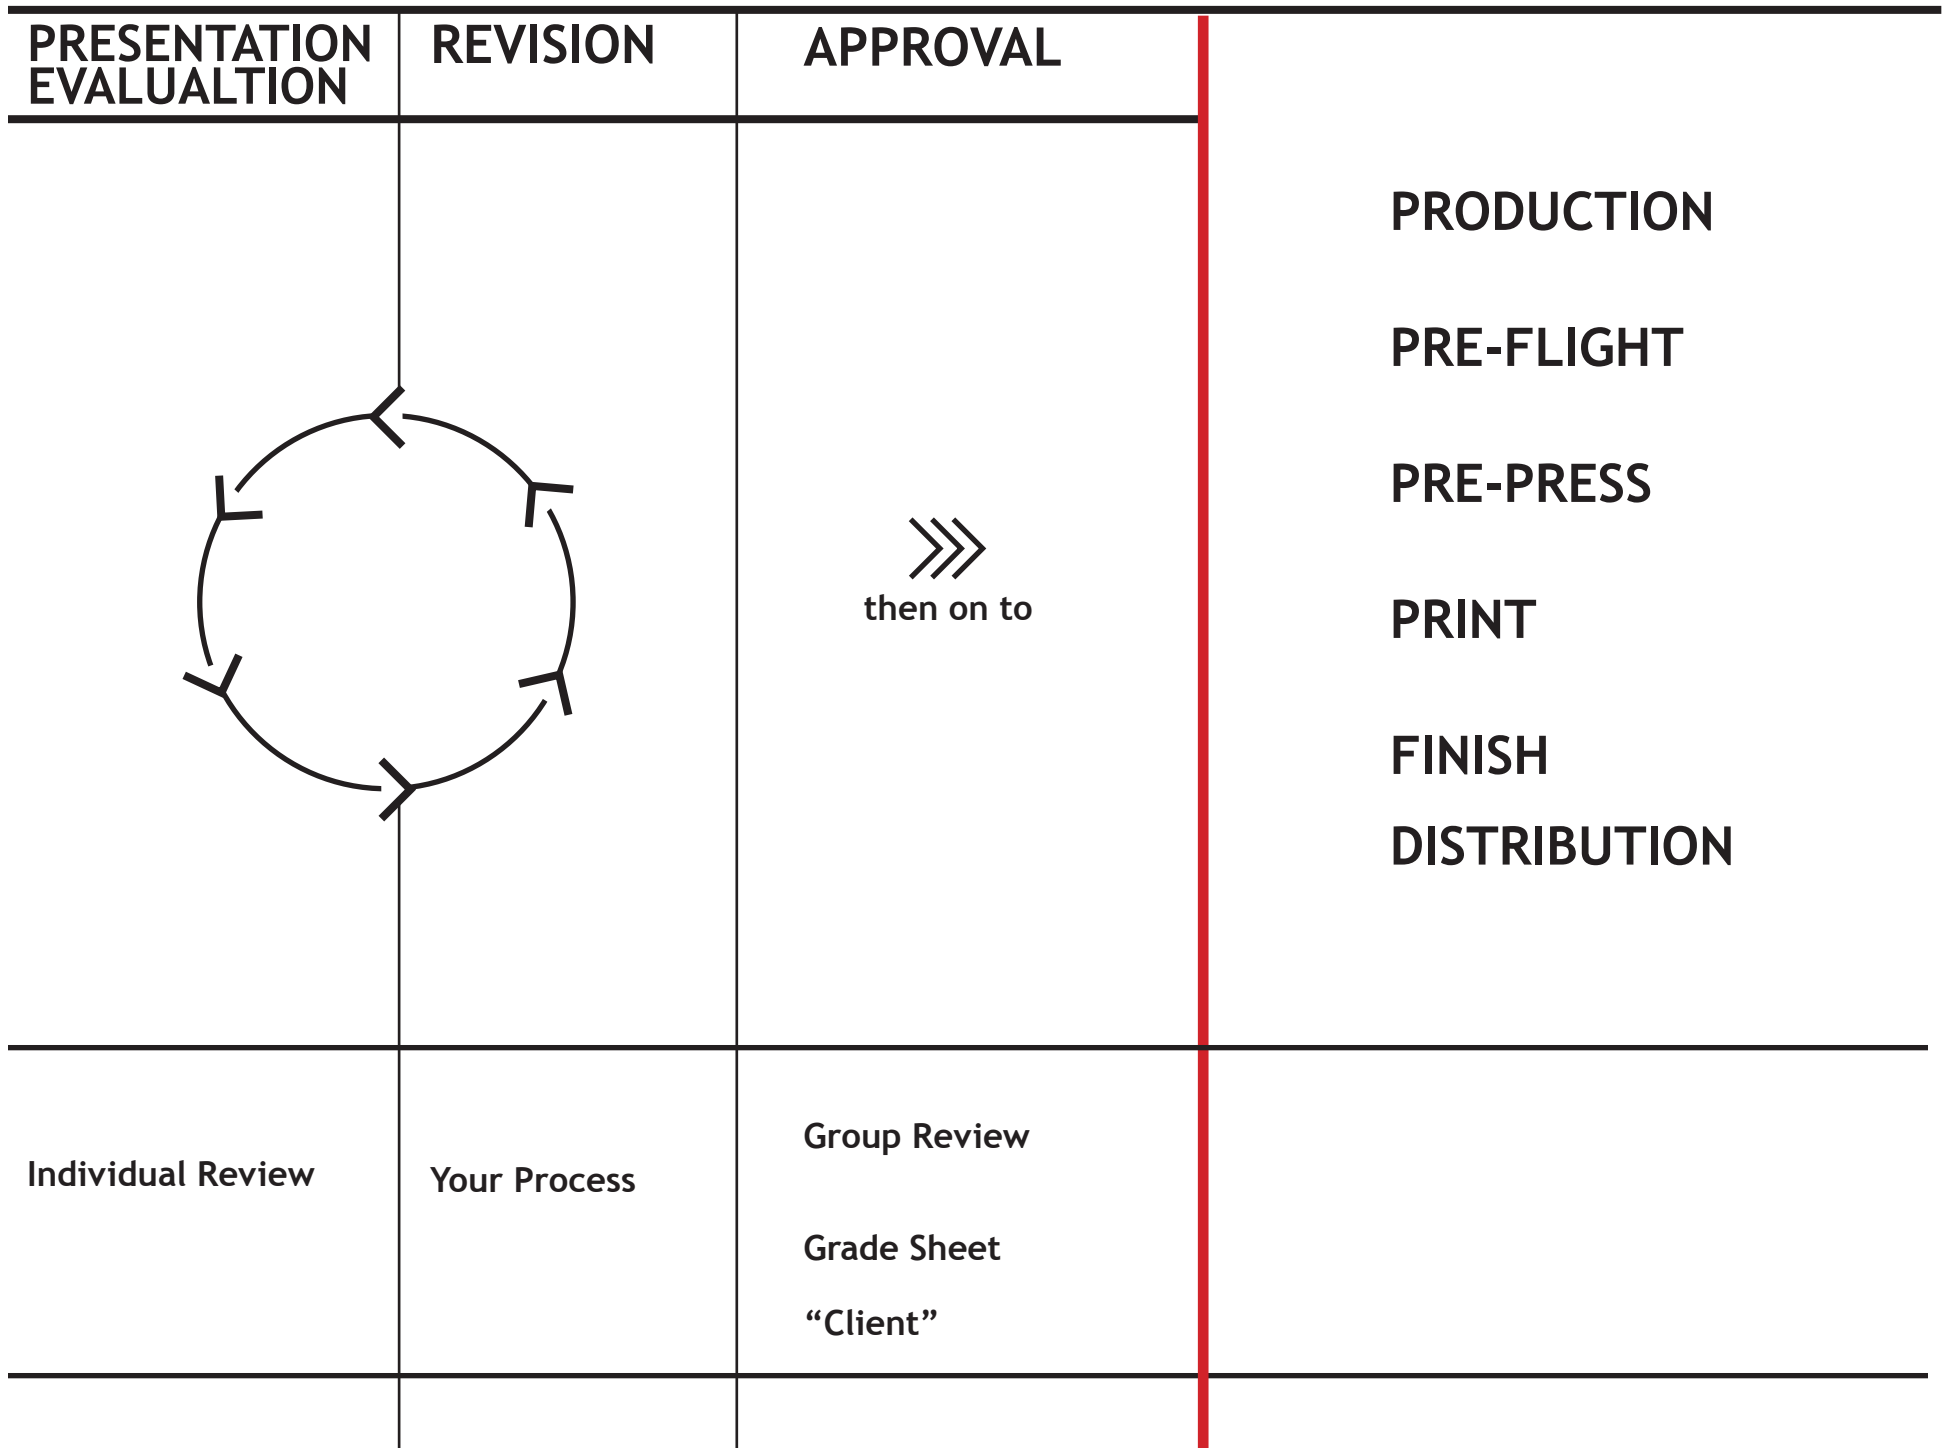 PRESENTATION
EVALUALTION
REVISION
APPROVAL
then on to
PRODUCTION
PRE-FLIGHT
PRE-PRESS
PRINT
FINISH
DISTRIBUTION
Individual Review
Your Process
Group Review
Grade Sheet
“Client”